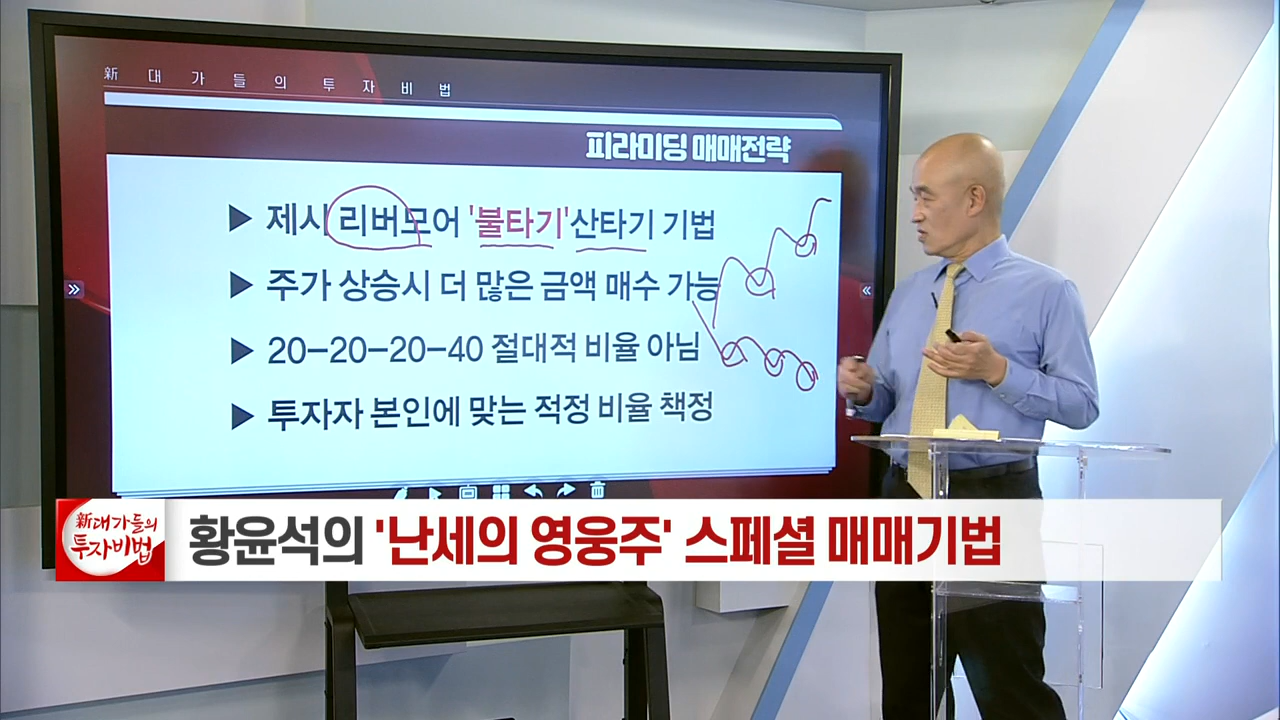 新 대가들의 투자비법
피라미딩 매매전략
▶ 제시 리버모어 '불타기' 산타기 기법
▶ 주가 상승시 더 많은 금액 매수 가능
▶ 20-20-20-40 절대적 비율 아님
▶ 투자자 본인에 맞는 적정 비율 책정
新대가들의
투자비법
황윤석의 '난세의 영웅주' 스페셜 매매기법